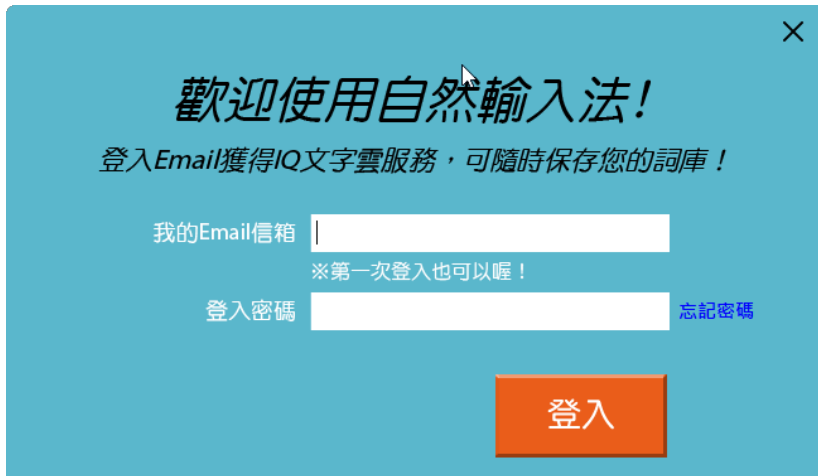 歡迎使用自然輸入法!
登入Email獲得IQ文字雲服務，可隨時保存您的詞庫！
我的Email信箱
※第一次登入也可以喔！
登入密碼 忘記密碼
登入